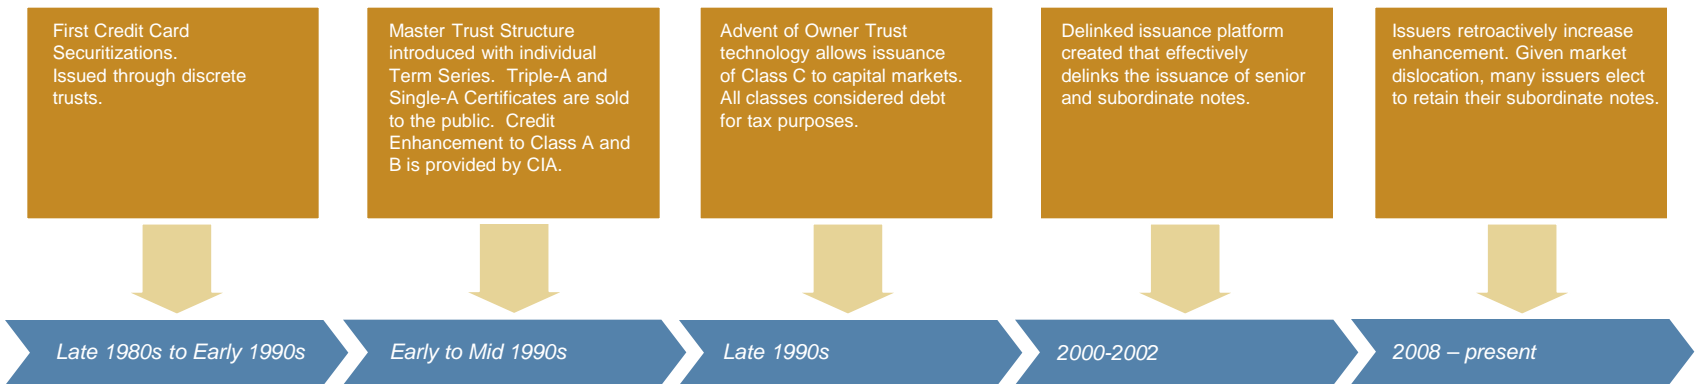 First Credit Card
Securitizations.
Issued through discrete
trusts.
Master Trust Structure
introduced with individual
Term Series. Triple-A and
Single-A Certificates are sold
to the public. Credit
Enhancement to Class A and
B is provided by CIA.
Advent of Owner Trust
technology allows issuance
of Class C to capital markets.
All classes considered debt
for tax purposes.
Delinked issuance platform
created that effectively
delinks the issuance of senior
and subordinate notes.
Issuers retroactively increase
enhancement. Given market
dislocation, many issuers elect
to retain their subordinate notes.
Late 1980s to Early 1990s
Early to Mid 1990s
Late 1990s
2000-2002
2008 – present